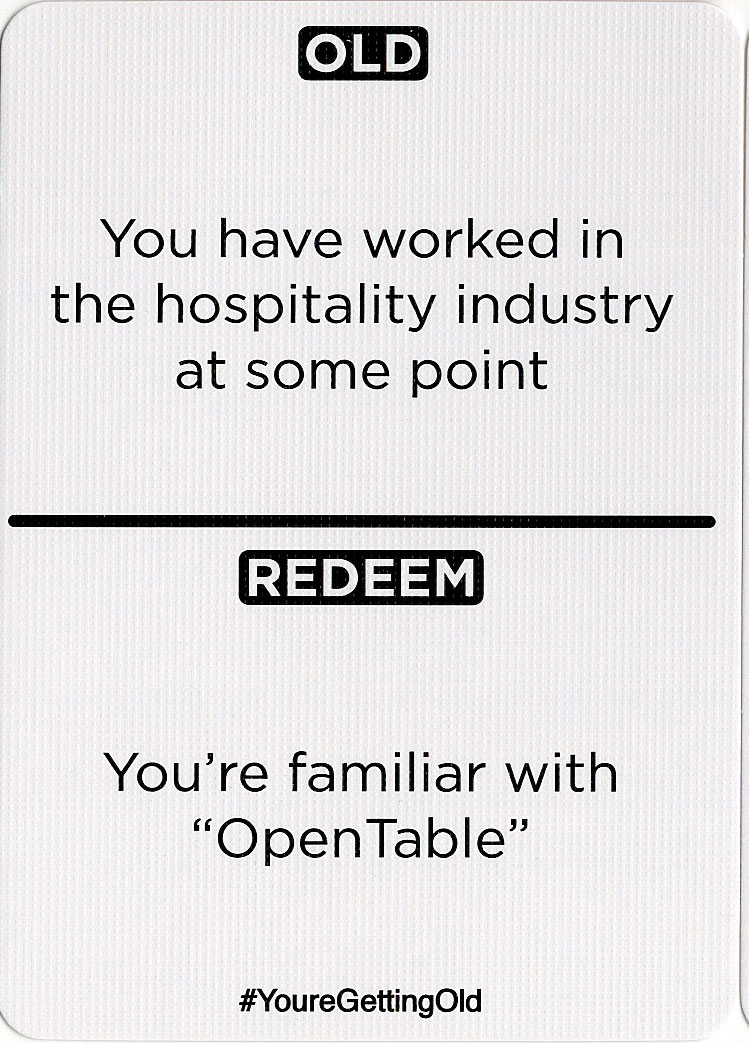 OLD
You have worked in
the hospitality industry
at some point
REDEEM
You’re familiar with
“OpenTable”
#YoureGettingOld